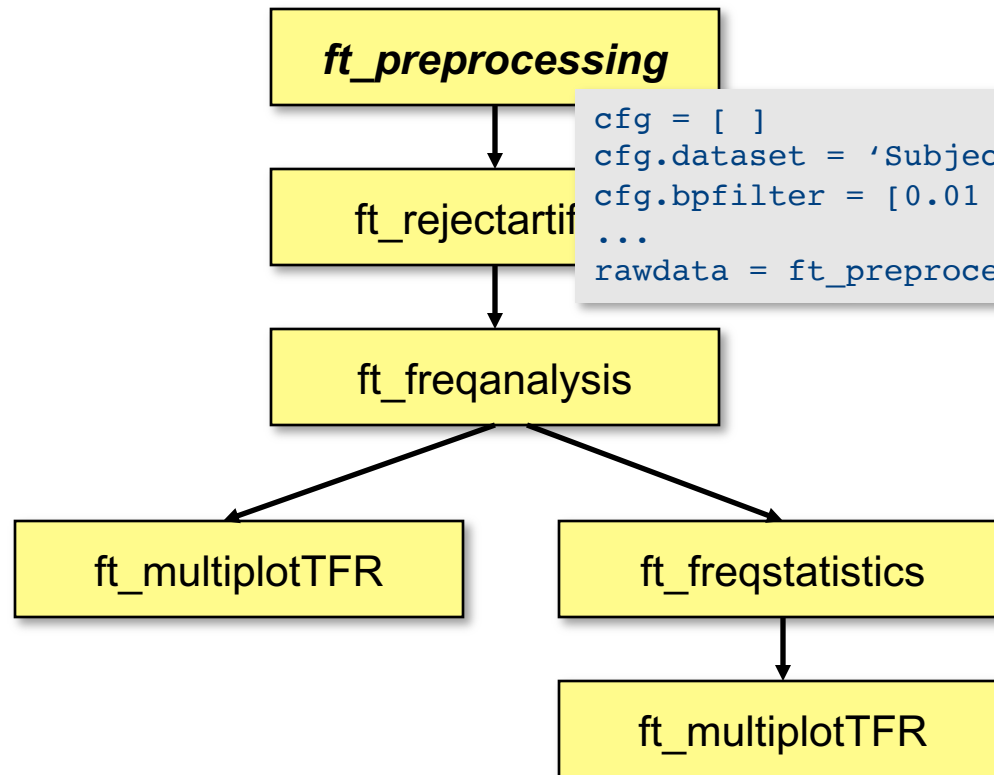 ft_preprocessing
cfg = [ ]
cfg.dataset = ‘Subjec
cfg.bpfilter = [0.01
...
rawdata = ft_preproce
ft_rejectartif
ft_freqanalysis
ft_multiplotTFR
ft_freqstatistics
ft_multiplotTFR